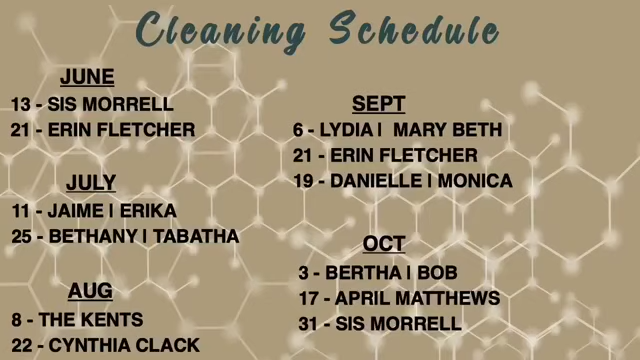 Cleaning Schedule
JUNE
13 - SIS MORRELL
21 - ERIN FLETCHER
JULY
11 - JAIME | ERIKA
25 - BETHANY | TABATHA
AUG
8 - THE KENTS
22 - CYNTHIA CLACK
SEPT
6 - LYDIA | MARY BETH
21 - ERIN FLETCHER
19 - DANIELLE | MONICA
OCT
3 - BERTHA | BOB
17 - APRIL MATTHEWS
31 - SIS MORRELL